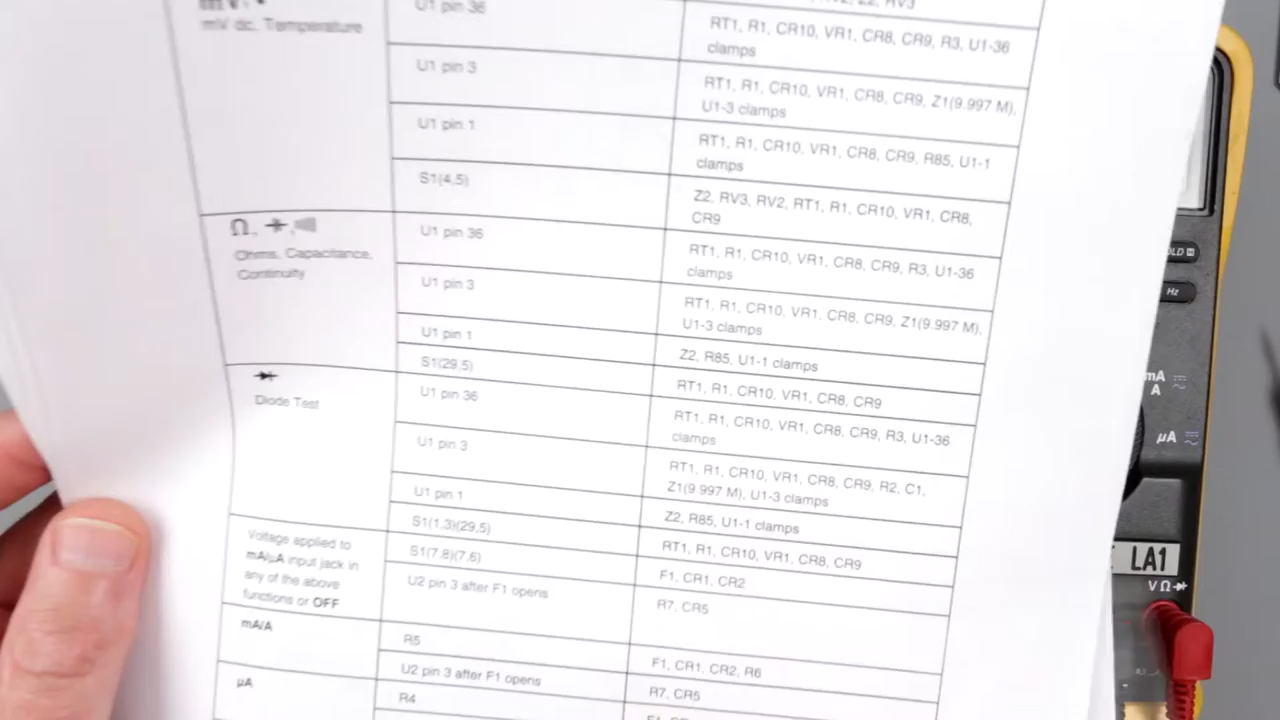 mV dc, Temperature
U1 pin 36
RT1, R1, CR10, VR1, CR8, CR9, R3, U1-36
clamps
U1 pin 3
RT1, R1, CR10, VR1, CR8, CR9, Z1(9.997 M),
U1-3 clamps
U1 pin 1
RT1, R1, CR10, VR1, CR8, CR9, R85, U1-1
clamps
S1(4,5)
Z2, RV3, RV2, RT1, R1, CR10, VR1, CR8,
CR9
Ω,
Ohms, Capacitance,
Continuity
U1 pin 36
RT1, R1, CR10, VR1, CR8, CR9, R3, U1-36
clamps
U1 pin 3
RT1, R1, CR10, VR1, CR8, CR9, Z1(9.997 M),
U1-3 clamps
U1 pin 1
Z2, R85, U1-1 clamps
S1(29,5)
RT1, R1, CR10, VR1, CR8, CR9
Diode Test
U1 pin 36
RT1, R1, CR10, VR1, CR8, CR9, R3, U1-36
clamps
U1 pin 3
RT1, R1, CR10, VR1, CR8, CR9, R2, C1,
Z1(9.997 M), U1-3 clamps
U1 pin 1
Z2, R85, U1-1 clamps
S1(1,3)(29,5)
RT1, R1, CR10, VR1, CR8, CR9
Voltage applied to
mA/µA input jack in
any of the above
functions or OFF
S1(7,8)(7,6)
F1, CR1, CR2
U2 pin 3 after F1 opens
R7, CR5
mA/A
R5
F1, CR1, CR2, R6
U2 pin 3 after F1 opens
R7, CR5
µA
R4
Hz
mA
A
µA
LA1
VΩ